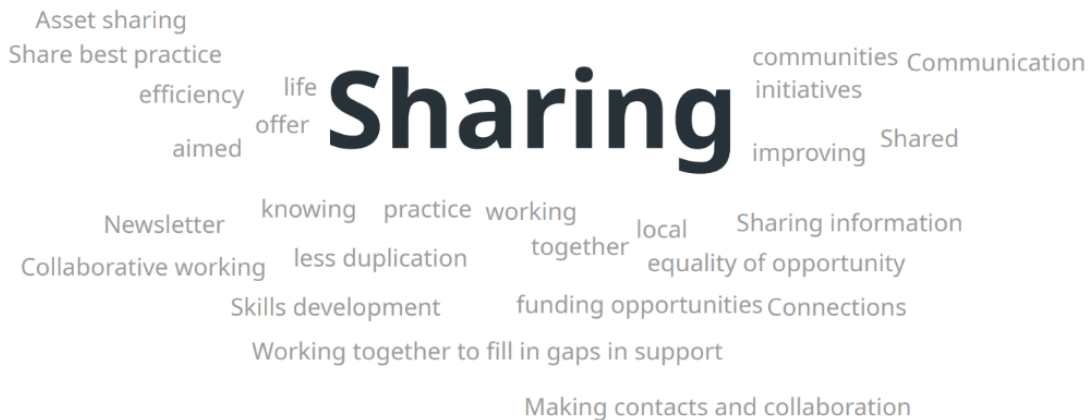 Asset sharing
Share best practice
communities Communication
life
efficiency
Sharing
initiatives
offer
aimed
improving
Shared
knowing practice working
Newsletter
local
Sharing information
together
less duplication
Collaborative working
equality of opportunity
Skills development
funding opportunities
Connections
Working together to fill in gaps in support
Making contacts and collaboration